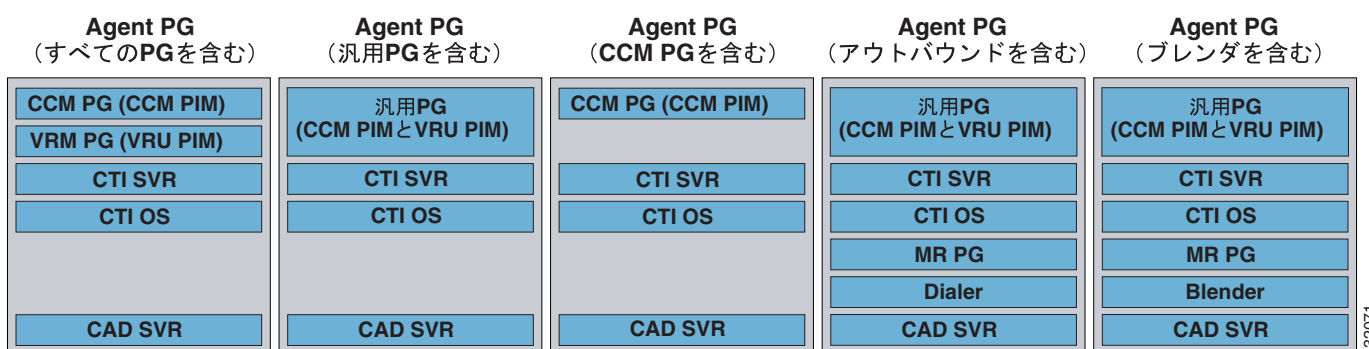 Agent PG
（すべてのPGを含む）
CCM PG (CCM PIM)
VRM PG (VRU PIM)
CTI SVR
CTI OS
CAD SVR
Agent PG
（汎用PGを含む）
汎用PG
(CCM PIMとVRU PIM)
CTI SVR
CTI OS
CAD SVR
Agent PG
（CCM PGを含む）
CCM PG (CCM PIM)
CTI SVR
CTI OS
CAD SVR
Agent PG
（アウトバウンドを含む）
汎用PG
(CCM PIMとVRU PIM)
CTI SVR
CTI OS
MR PG
Dialer
CAD SVR
Agent PG
（ブレンダを含む）
汎用PG
(CCM PIMとVRU PIM)
CTI SVR
CTI OS
MR PG
Blender
CAD SVR